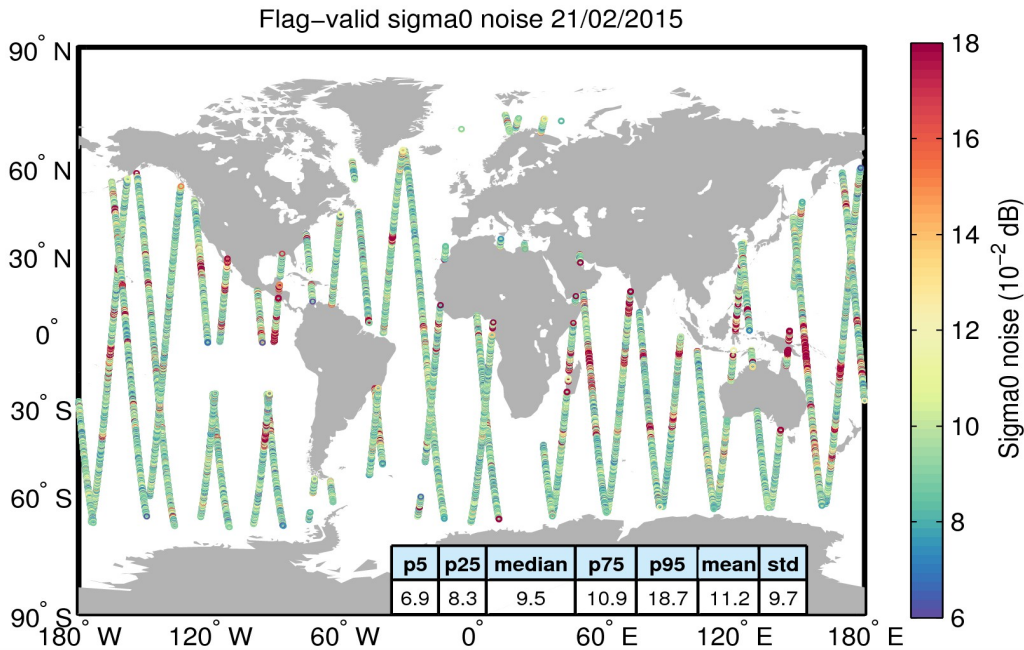 Flag−valid sigma0 noise 21/02/2015
90° N
60° N
30° N
0°
30° S
60° S
90° S
180° W
120° W
60° W
0°
60° E
120° E
180° E
p5 p25 median p75 p95 mean std
6.9 8.3 9.5 10.9 18.7 11.2 9.7
18
16
14
12
10
8
6
Sigma0 noise (10⁻² dB)